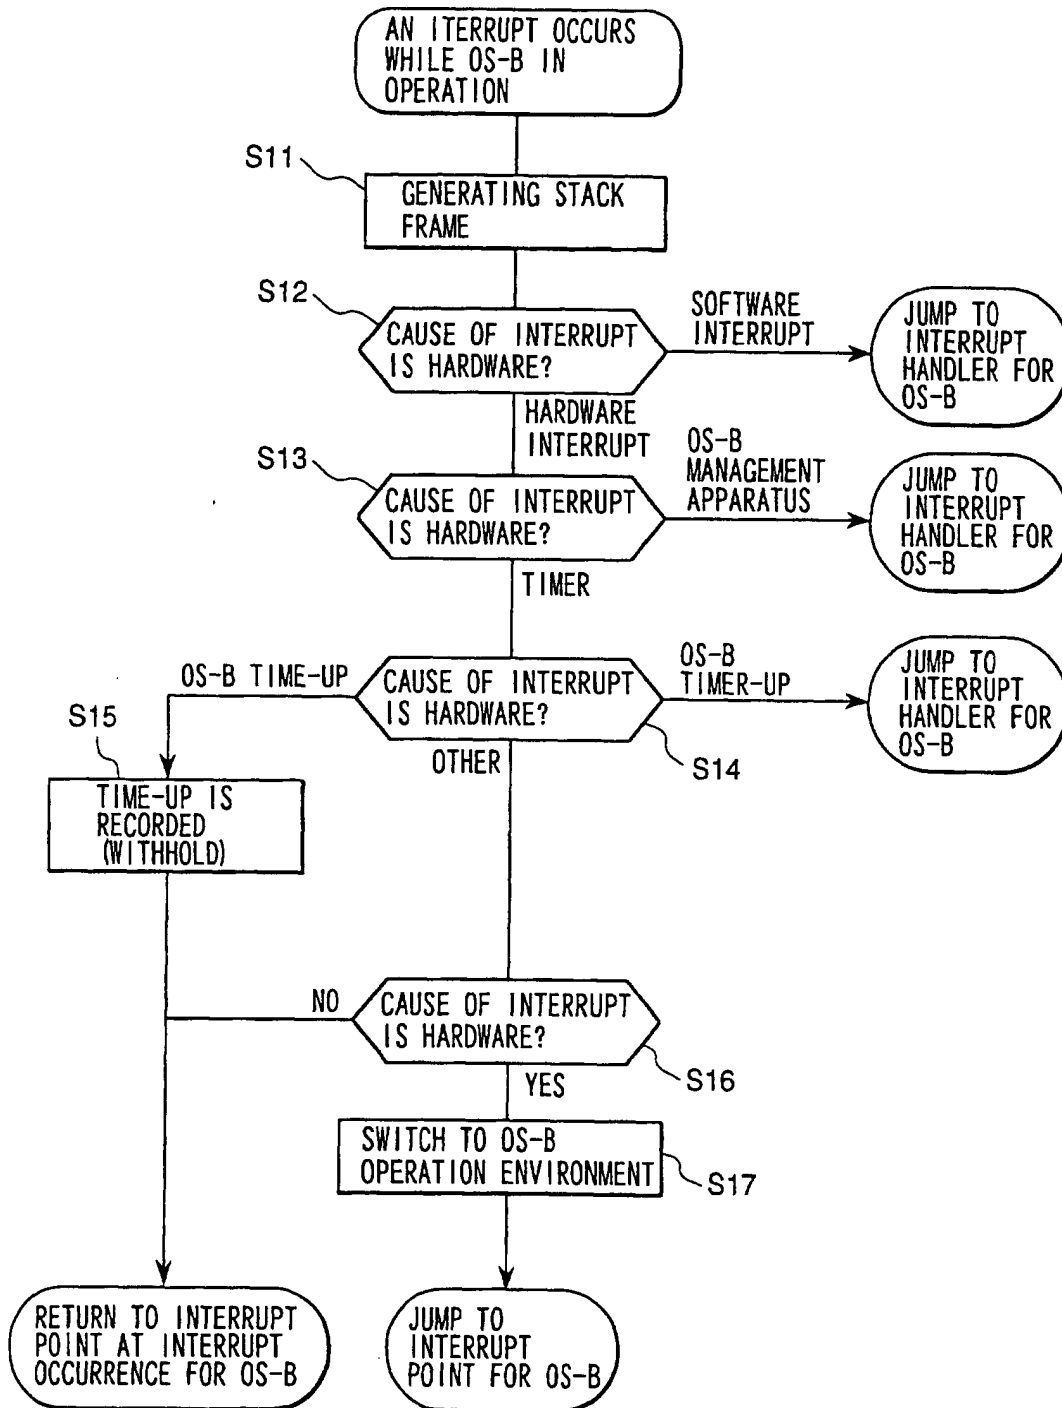 AN ITERRUPT OCCURS
WHILE OS-B IN
OPERATION
S11
GENERATING STACK
FRAME
S12
CAUSE OF INTERRUPT
IS HARDWARE?
SOFTWARE
INTERRUPT
JUMP TO
INTERRUPT
HANDLER FOR
OS-B
HARDWARE
INTERRUPT
S13
CAUSE OF INTERRUPT
IS HARDWARE?
OS-B
MANAGEMENT
APPARATUS
JUMP TO
INTERRUPT
HANDLER FOR
OS-B
TIMER
OS-B TIME-UP
CAUSE OF INTERRUPT
IS HARDWARE?
OS-B
TIMER-UP
JUMP TO
INTERRUPT
HANDLER FOR
OS-B
S14
S15
TIME-UP IS
RECORDED
(WITHHOLD)
OTHER
NO
CAUSE OF INTERRUPT
IS HARDWARE?
S16
YES
SWITCH TO OS-B
OPERATION ENVIRONMENT
S17
RETURN TO INTERRUPT
POINT AT INTERRUPT
OCCURRENCE FOR OS-B
JUMP TO
INTERRUPT
POINT FOR OS-B